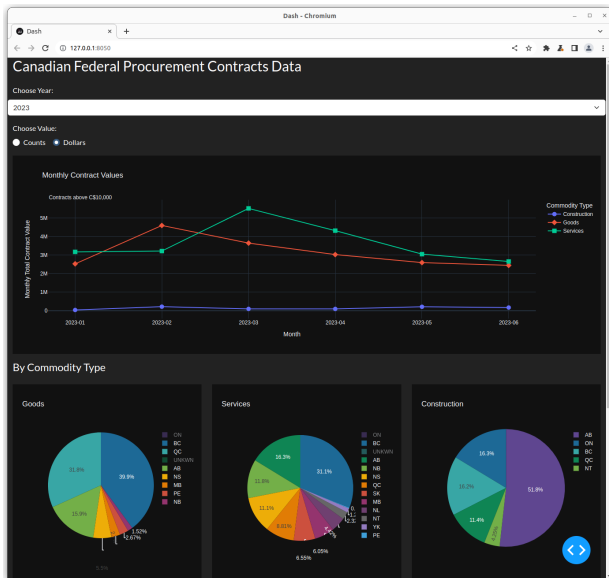 Dash - Chromium
Dash
127.0.0.1:8050
Canadian Federal Procurement Contracts Data
Choose Year:
2023
Choose Value:
Counts Dollars
Monthly Contract Values
Contracts above C$10,000
Commodity Type
Construction
Goods
Services
Monthly Total Contract Value
5M
4M
3M
2M
1M
0
2023-01 2023-02 2023-03 2023-04 2023-05 2023-06
Month
By Commodity Type
Goods
39.9%
31.8%
15.9%
2.67%
1.52%
ON
BC
QC
UNKWN
AB
NS
MB
PE
NB
Services
31.1%
16.3%
11.1%
6.55%
6.05%
ON
BC
UNKWN
AB
NB
NS
QC
SK
MB
NL
NT
YK
PE
Construction
51.8%
16.3%
16.2%
11.4%
AB
ON
BC
QC
NT